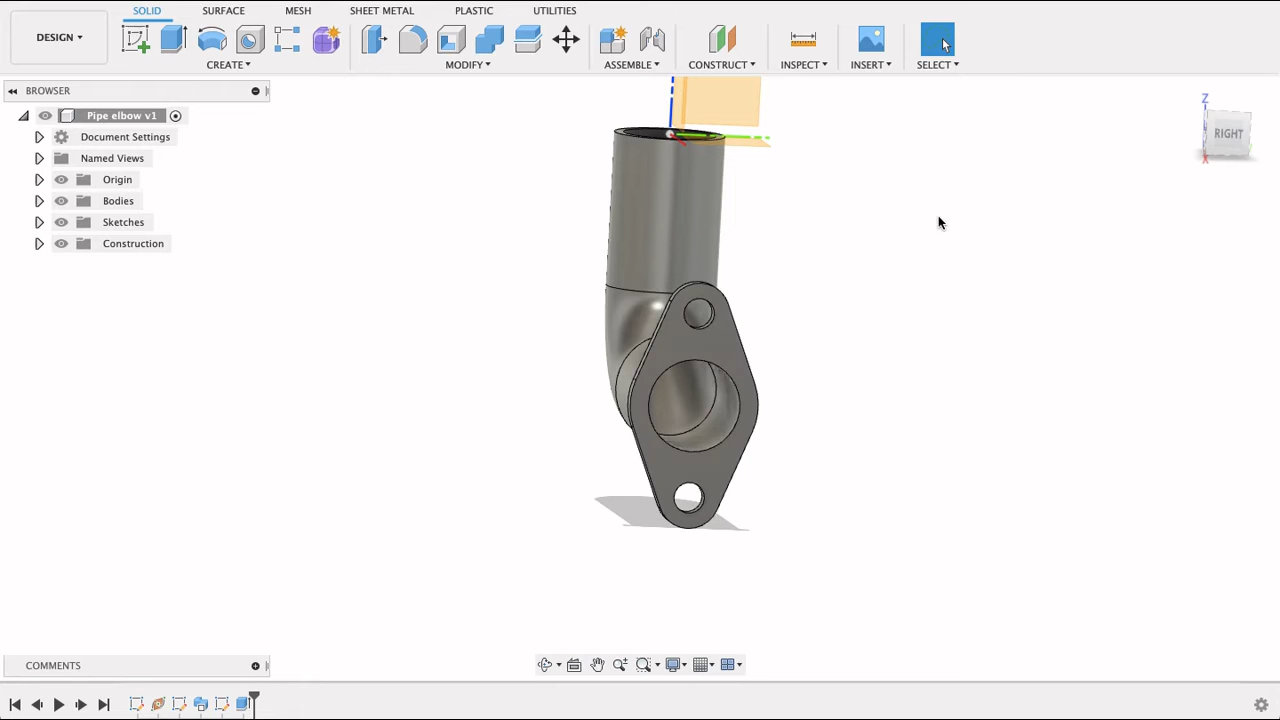 SOLID SURFACE MESH SHEET METAL PLASTIC UTILITIES
DESIGN
CREATE MODIFY ASSEMBLE CONSTRUCT INSPECT INSERT SELECT
BROWSER
Pipe elbow v1
Document Settings
Named Views
Origin
Bodies
Sketches
Construction
Z
RIGHT
X
COMMENTS